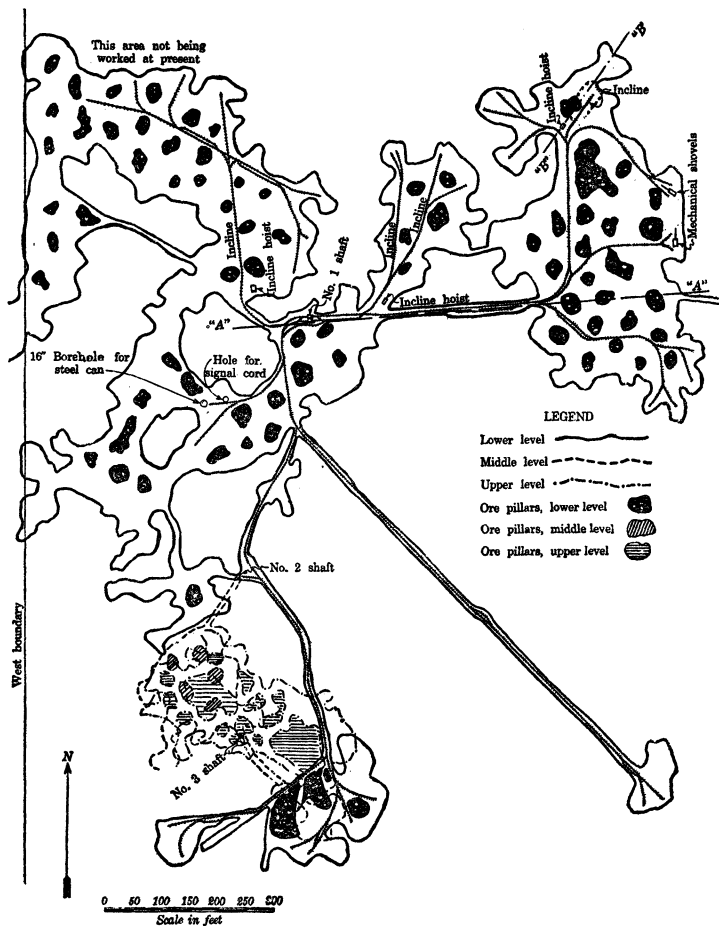 This area not being
worked at present
"B"
Incline hoist
Incline
"B"
Mechanical shovels
Incline
Incline hoist
No. 1 shaft
Incline
Incline
Incline hoist
"A"
"A"
16" Borehole for
steel can
Hole for
signal cord
LEGEND
Lower level
Middle level
Upper level
Ore pillars, lower level
Ore pillars, middle level
Ore pillars, upper level
No. 2 shaft
West boundary
No. 3 shaft
N
0 50 100 150 200 250 300
Scale in feet